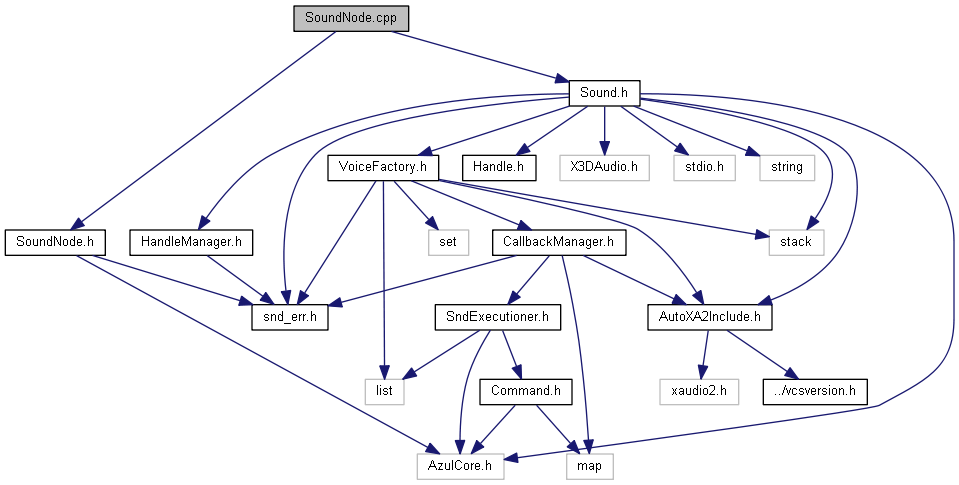 SoundNode.cpp
Sound.h
VoiceFactory.h
Handle.h
X3DAudio.h
stdio.h
string
SoundNode.h
HandleManager.h
set
CallbackManager.h
stack
snd_err.h
SndExecutioner.h
AutoXA2Include.h
list
Command.h
xaudio2.h
../vcsversion.h
AzulCore.h
map